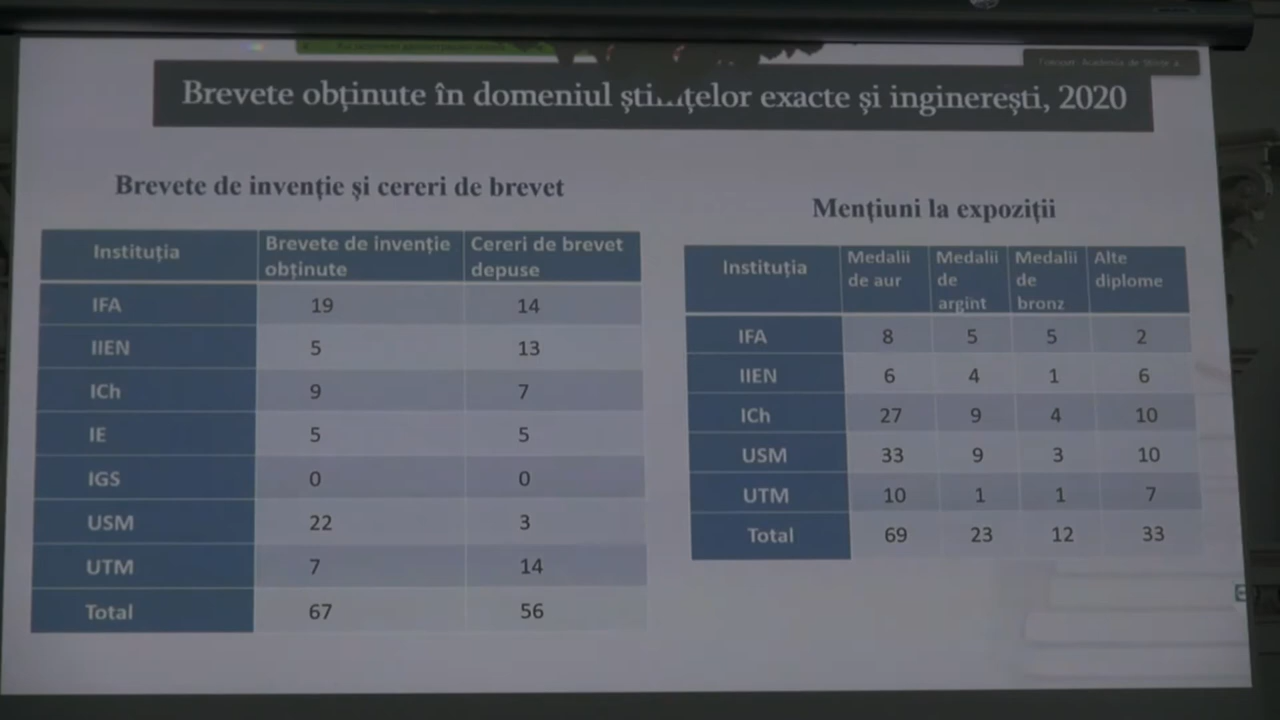 Brevete obținute în domeniul științelor exacte și inginerești, 2020
Brevete de invenție și cereri de brevet
Instituția Brevete de invenție obținute Cereri de brevet depuse
IFA 19 14
IIEN 5 13
ICh 9 7
IE 5 5
IGS 0 0
USM 22 3
UTM 7 14
Total 67 56
Mențiuni la expoziții
Instituția Medalii de aur Medalii de argint Medalii de bronz Alte diplome
IFA 8 5 5 2
IIEN 6 4 1 6
ICh 27 9 4 10
USM 33 9 3 10
UTM 10 1 1 7
Total 69 23 12 33